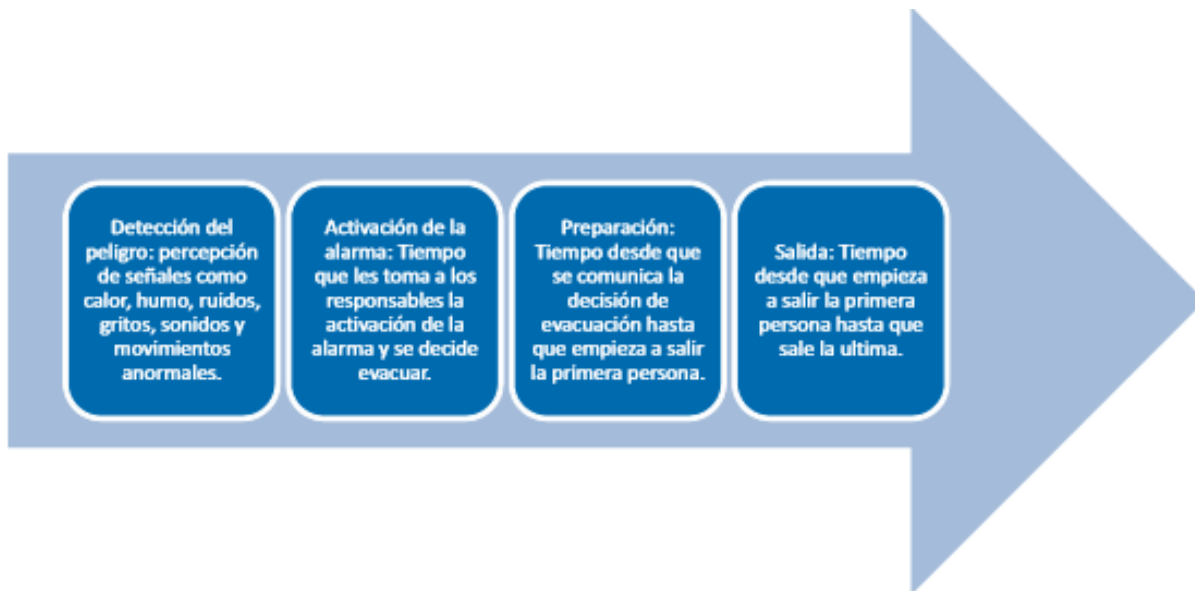 Detección del
peligro: percepción
de señales como
calor, humo, ruidos,
gritos, sonidos y
movimientos
anormales.
Activación de la
alarma: Tiempo
que les toma a los
responsables la
activación de la
alarma y se decide
evacuar.
Preparación:
Tiempo desde que
se comunica la
decisión de
evacuación hasta
que empieza a salir
la primera persona.
Salida: Tiempo
desde que empieza
a salir la primera
persona hasta que
sale la ultima.